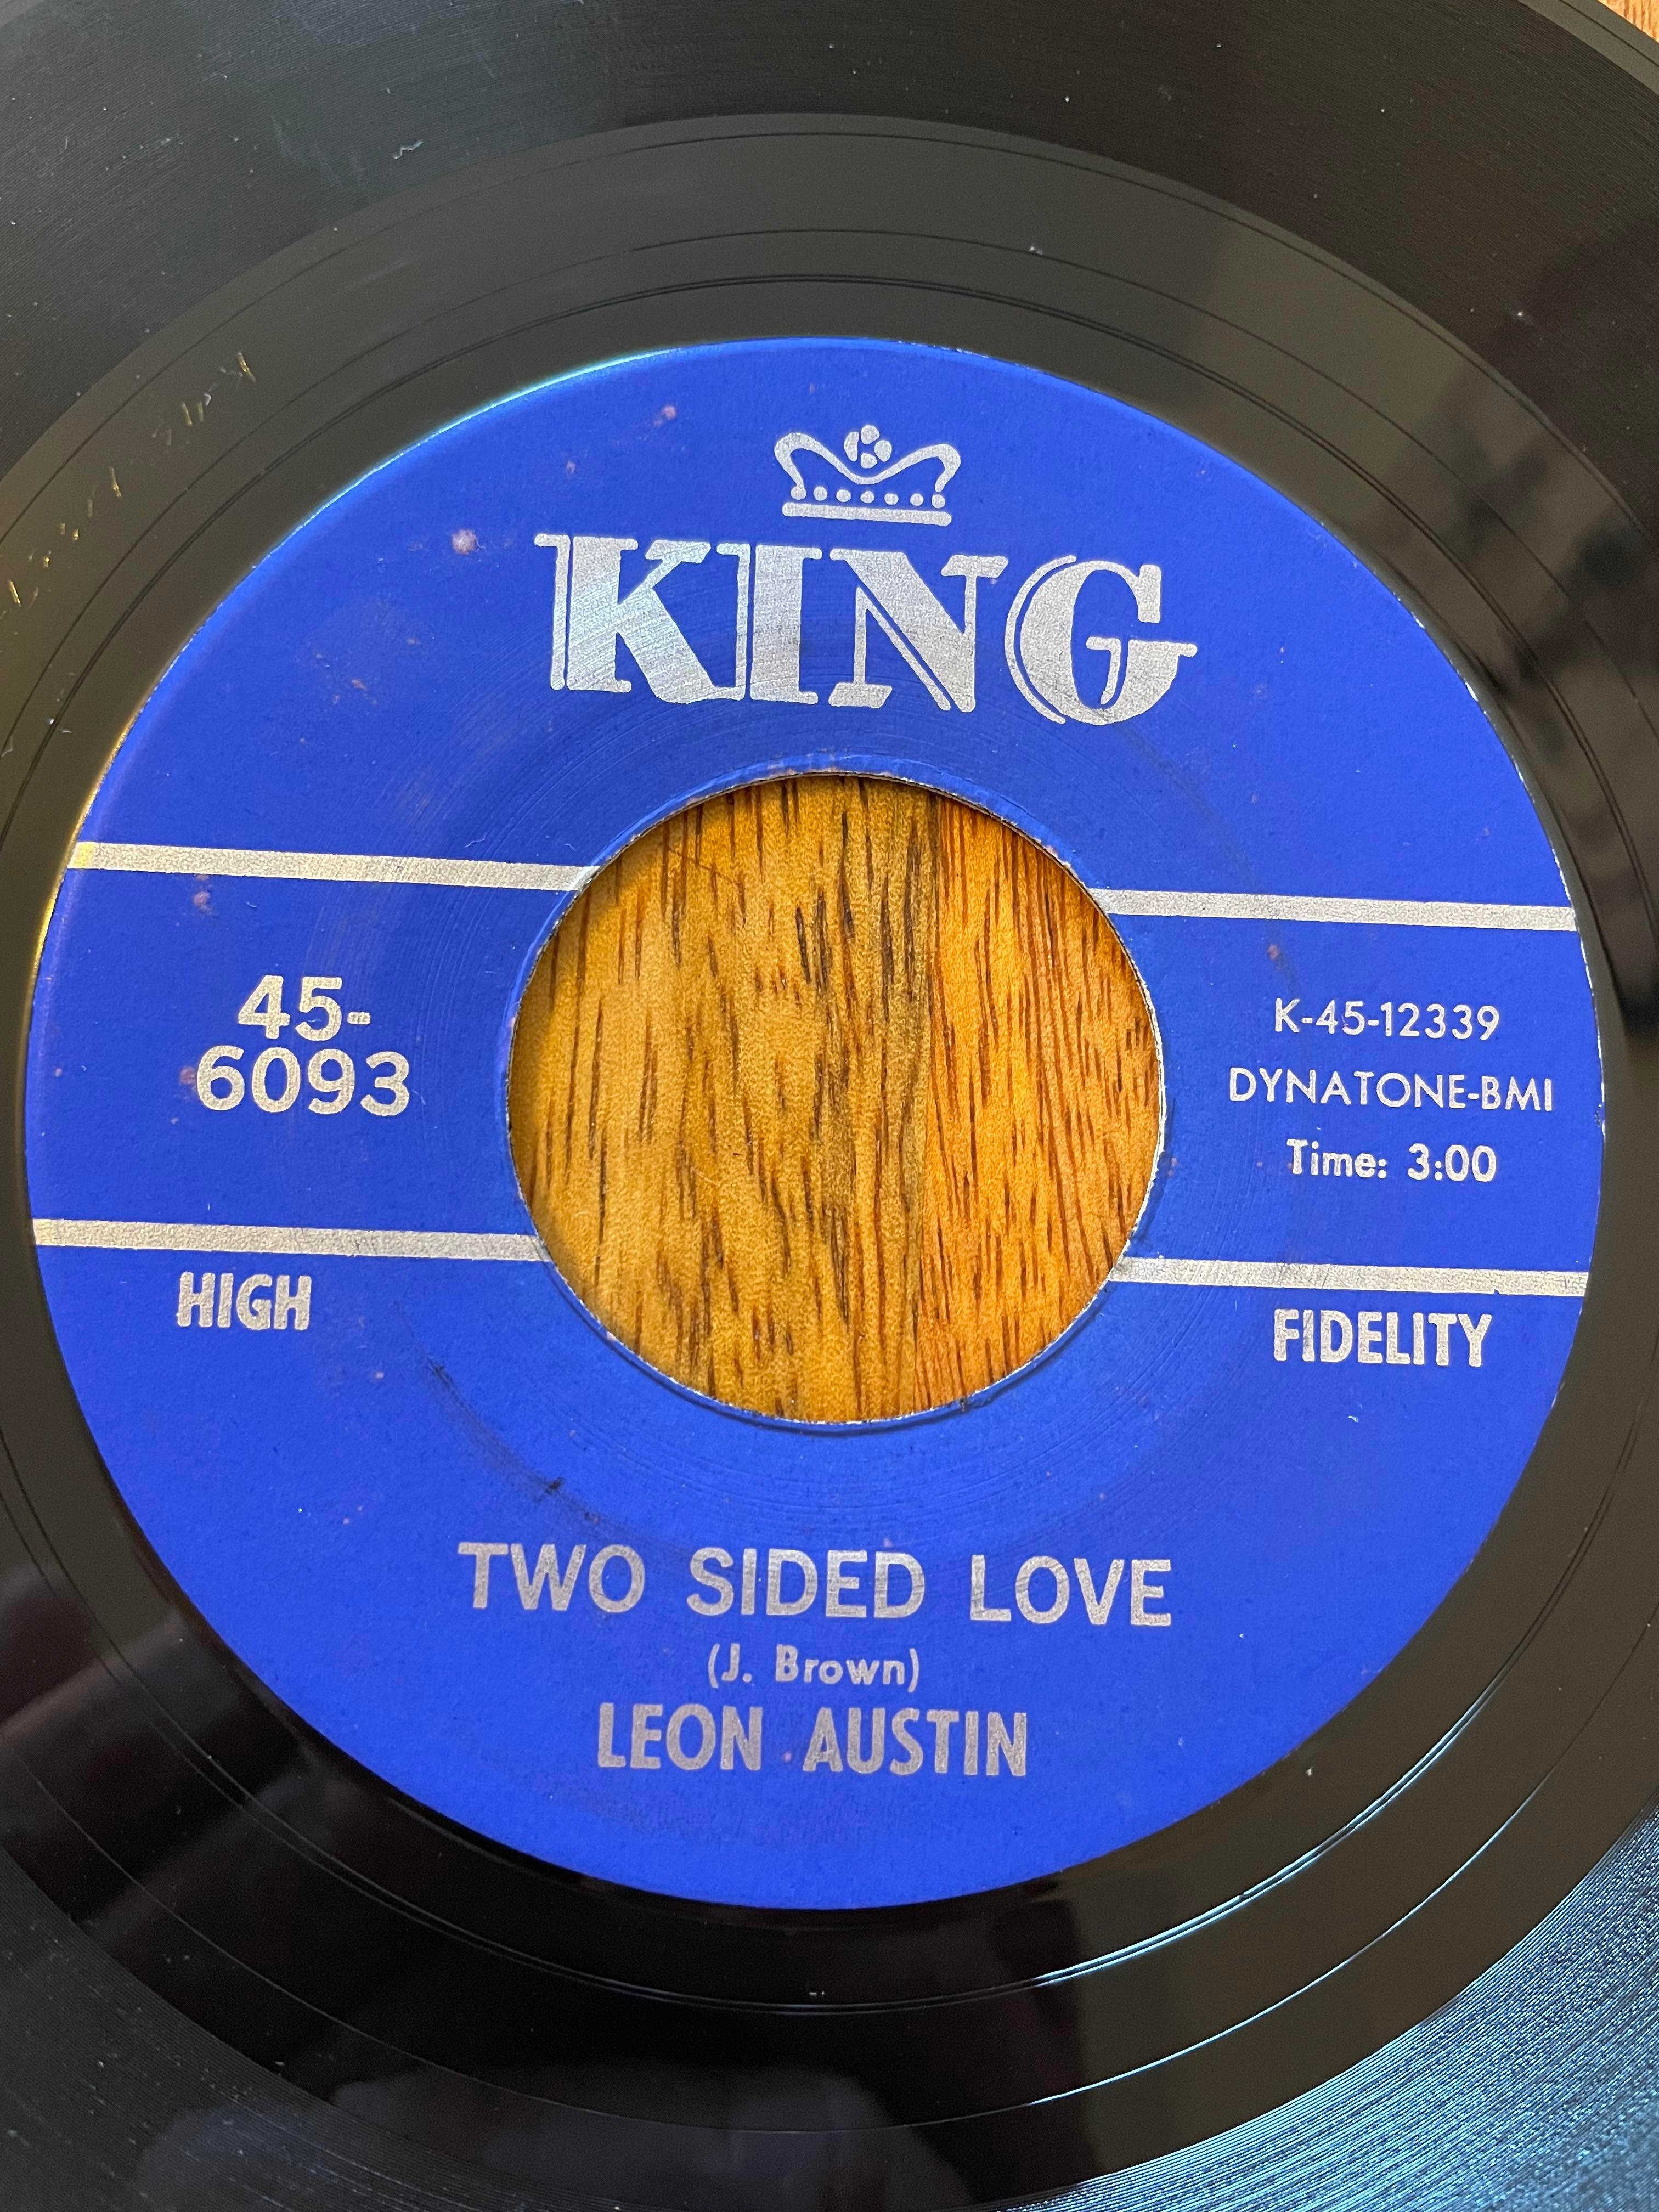 KING
45-
6093
K-45-12339
DYNATONE-BMI
Time: 3:00
HIGH
FIDELITY
TWO SIDED LOVE
(J. Brown)
LEON AUSTIN